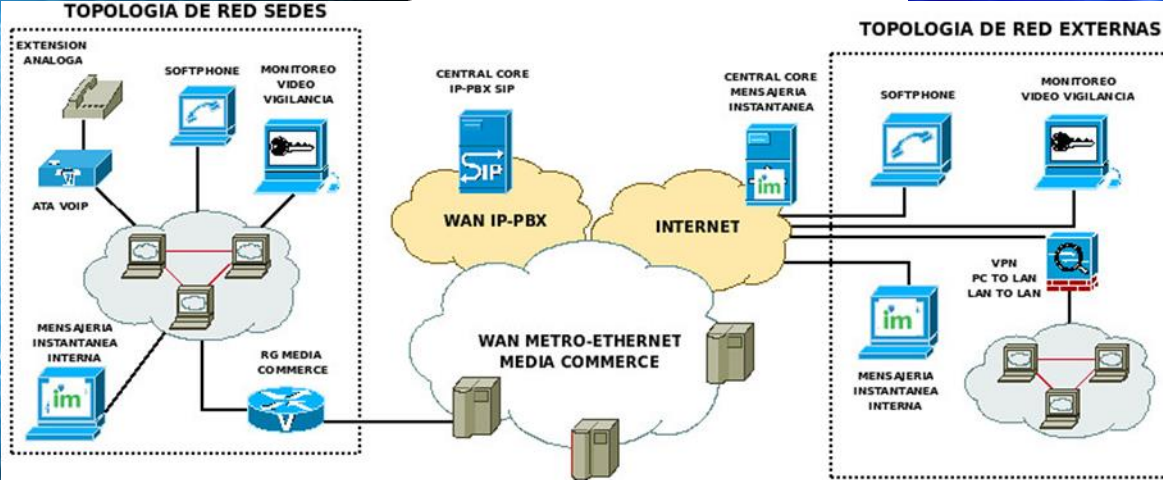 TOPOLOGIA DE RED SEDES
EXTENSION
ANALOGA
SOFTPHONE
MONITOREO
VIDEO
VIGILANCIA
ATA VOIP
MENSAJERIA
INSTANTANEA
INTERNA
im
RG MEDIA
COMMERCE
V
CENTRAL CORE
IP-PBX SIP
SIP
WAN IP-PBX
CENTRAL CORE
MENSAJERIA
INSTANTANEA
im
INTERNET
WAN METRO-ETHERNET
MEDIA COMMERCE
TOPOLOGIA DE RED EXTERNAS
SOFTPHONE
MONITOREO
VIDEO VIGILANCIA
VPN
PC TO LAN
LAN TO LAN
im
MENSAJERIA
INSTANTANEA
INTERNA